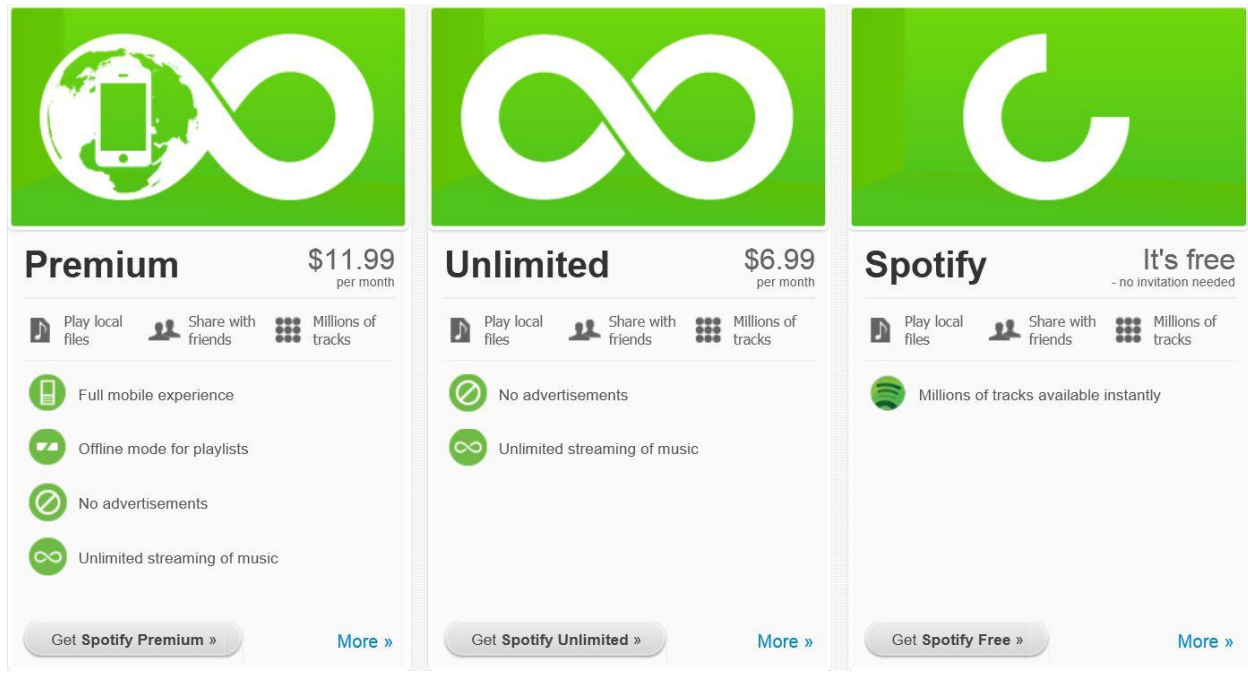 Premium
$11.99
per month
Play local
files
Share with
friends
Millions of
tracks
Full mobile experience
Offline mode for playlists
No advertisements
Unlimited streaming of music
Get Spotify Premium »
More »
Unlimited
$6.99
per month
Play local
files
Share with
friends
Millions of
tracks
No advertisements
Unlimited streaming of music
Get Spotify Unlimited »
More »
Spotify
It's free
- no invitation needed
Play local
files
Share with
friends
Millions of
tracks
Millions of tracks available instantly
Get Spotify Free »
More »